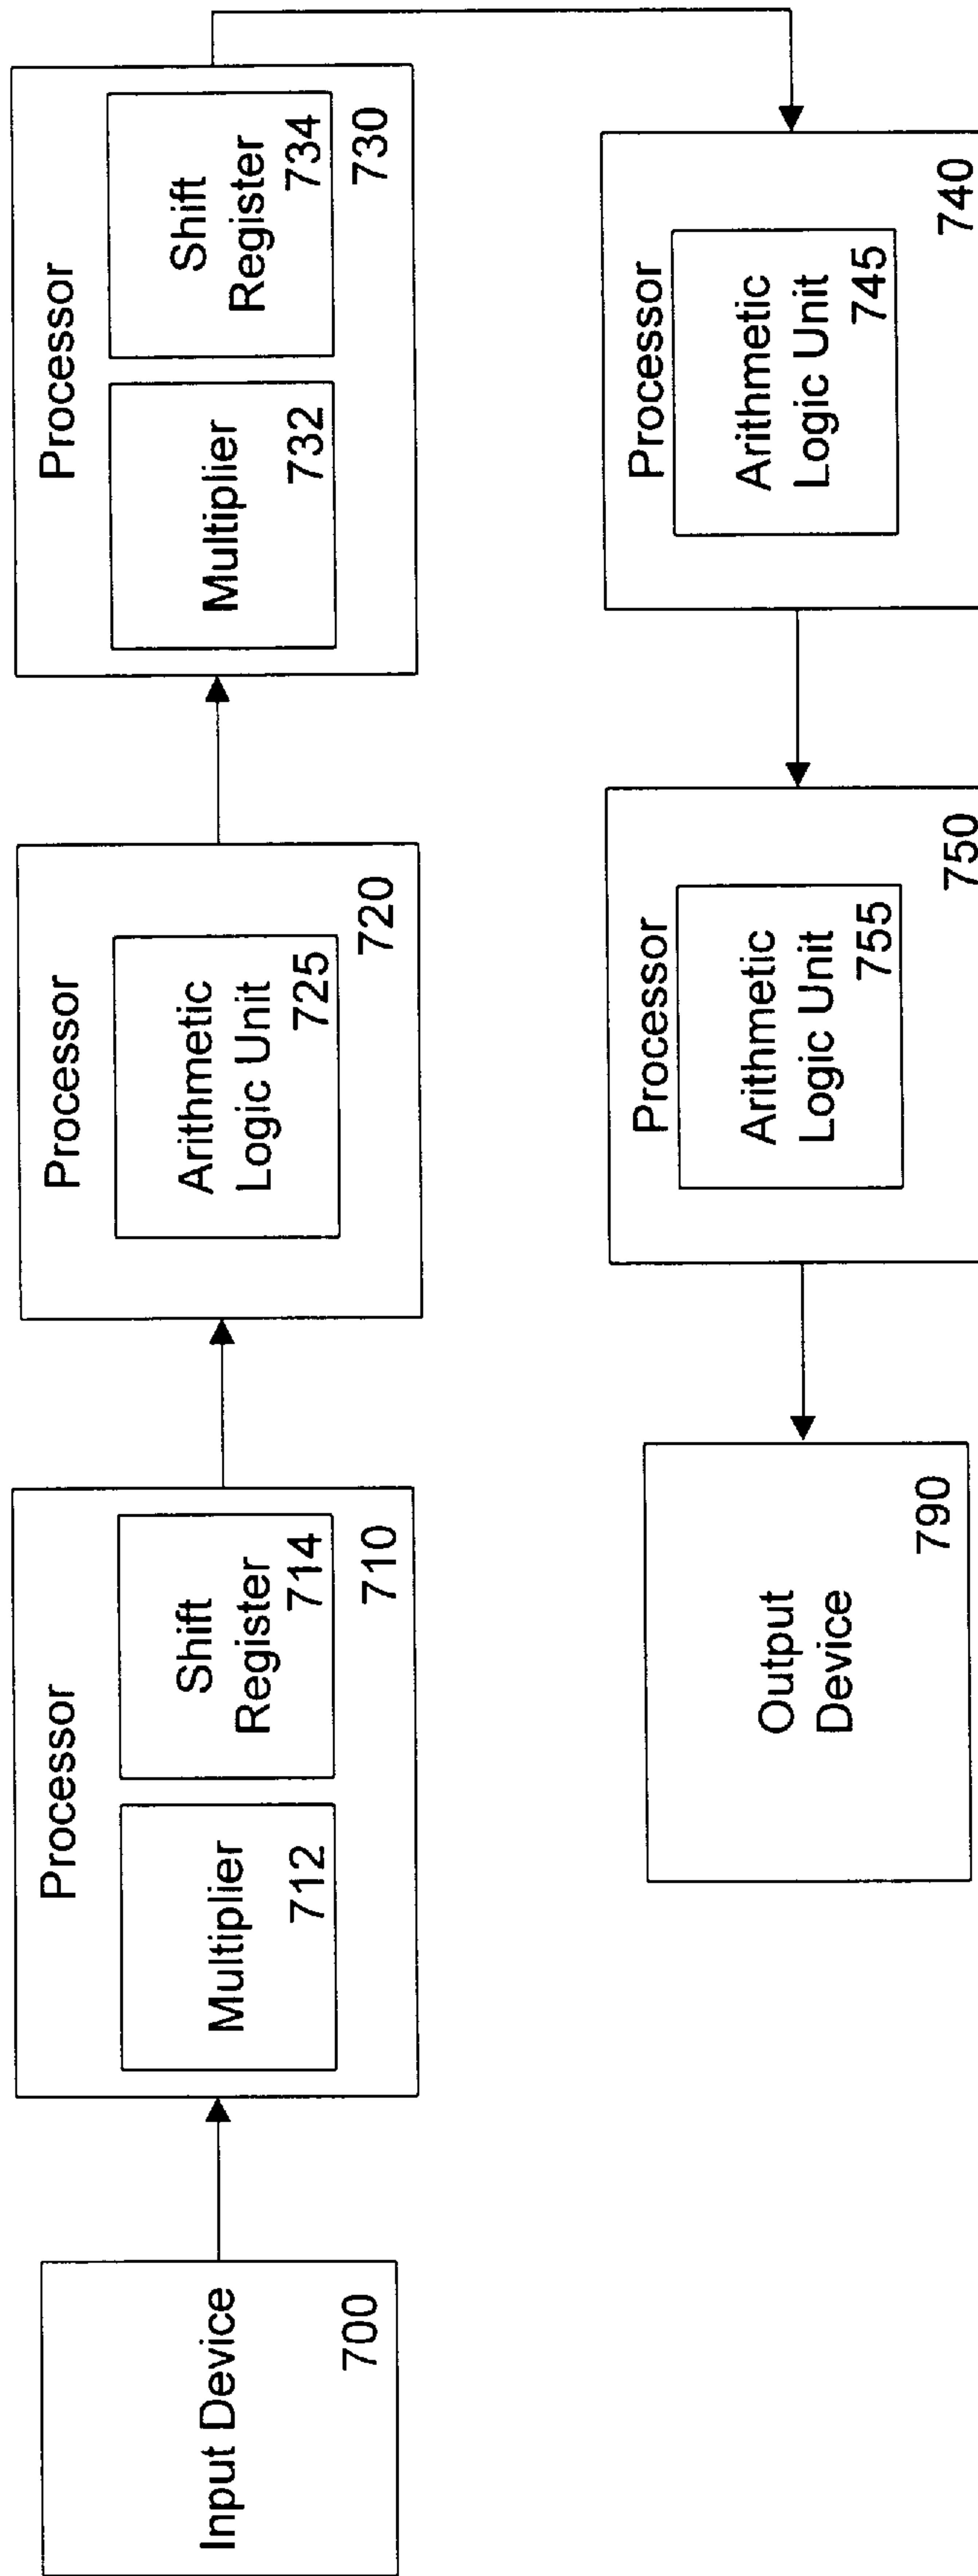 Input Device
700
Processor
Multiplier
712
Shift
Register
714
710
Processor
Arithmetic
Logic Unit
725
720
Processor
Multiplier
732
Shift
Register
734
730
Processor
Arithmetic
Logic Unit
745
740
Processor
Arithmetic
Logic Unit
755
750
Output
Device
790